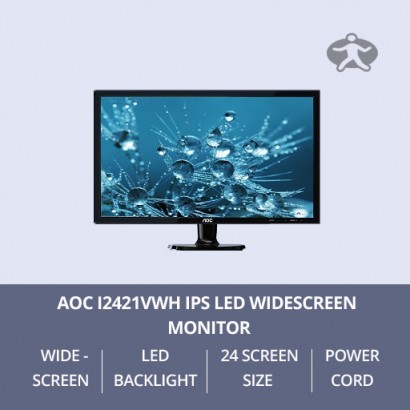 AOC
AOC I2421VWH IPS LED WIDESCREEN
MONITOR
WIDE -
SCREEN
LED
BACKLIGHT
24 SCREEN
SIZE
POWER
CORD